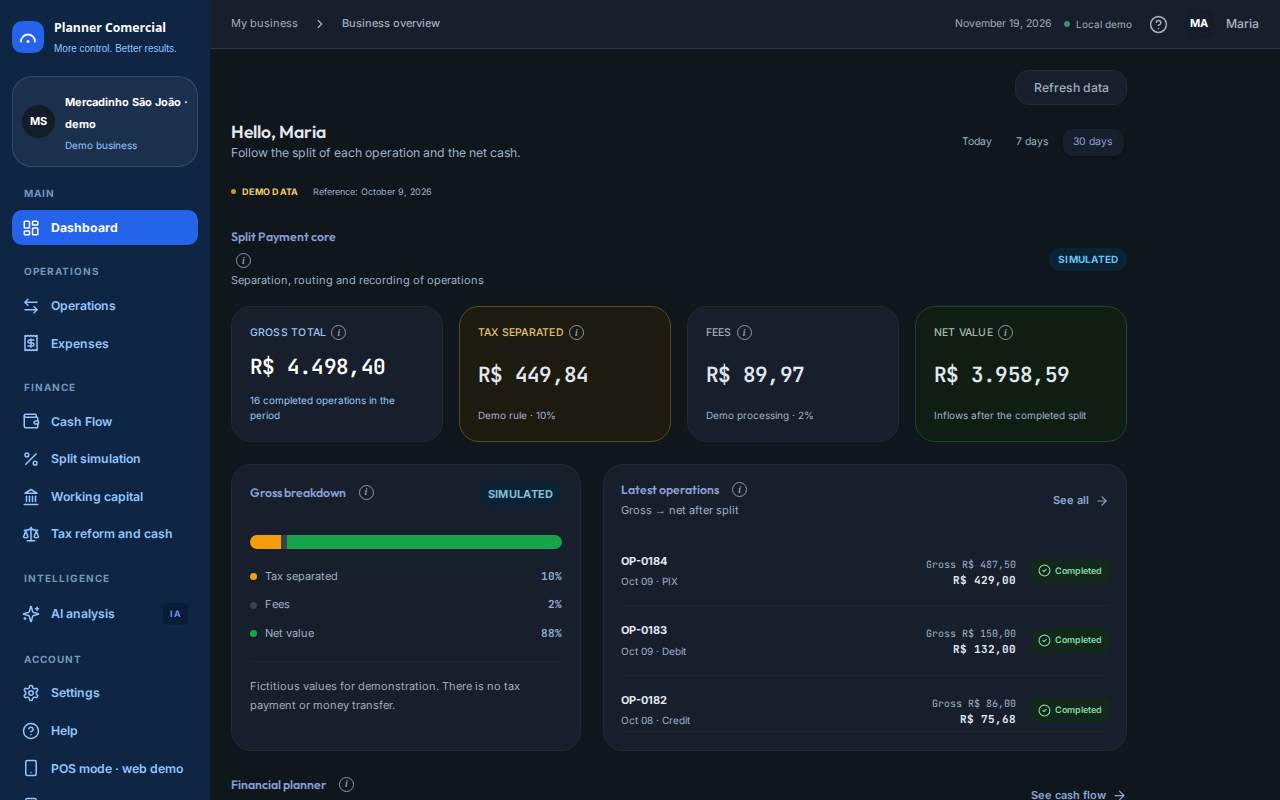 Planner Comercial
More control. Better results.
MS
Mercadinho São João ·
demo
Demo business
MAIN
Dashboard
OPERATIONS
Operations
Expenses
FINANCE
Cash Flow
Split simulation
Working capital
Tax reform and cash
INTELLIGENCE
AI analysis
IA
ACCOUNT
Settings
Help
POS mode · web demo
My business
Business overview
November 19, 2026
Local demo
MA
Maria
Refresh data
Hello, Maria
Follow the split of each operation and the net cash.
Today
7 days
30 days
DEMO DATA
Reference: October 9, 2026
Split Payment core
i
Separation, routing and recording of operations
SIMULATED
GROSS TOTAL i
R$ 4.498,40
16 completed operations in the
period
TAX SEPARATED i
R$ 449,84
Demo rule · 10%
FEES i
R$ 89,97
Demo processing · 2%
NET VALUE i
R$ 3.958,59
Inflows after the completed split
Gross breakdown i
SIMULATED
Tax separated 10%
Fees 2%
Net value 88%
Fictitious values for demonstration. There is no tax
payment or money transfer.
Latest operations i
Gross → net after split
See all →
OP-0184
Oct 09 · PIX
Gross R$ 487,50
R$ 429,00
Completed
OP-0183
Oct 09 · Debit
Gross R$ 150,00
R$ 132,00
Completed
OP-0182
Oct 08 · Credit
Gross R$ 86,00
R$ 75,68
Completed
Financial planner i
See cash flow →